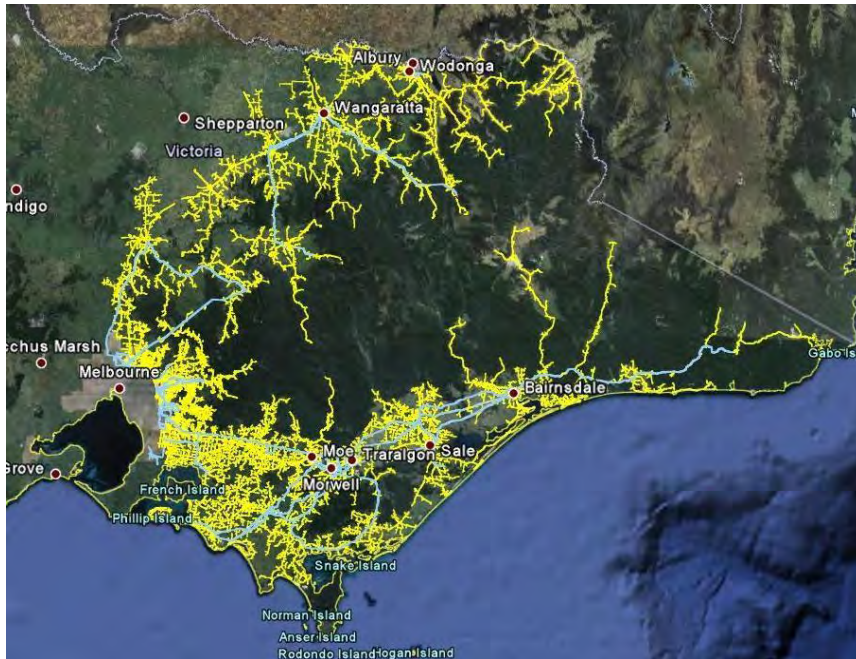 Albury
Wodonga
Wangaratta
Shepparton
Victoria
ndigo
cchus Marsh
Melbourne
Gabo Is
Bairnsdale
Moe
Traralgon
Sale
Morwell
Grove
French Island
Phillip Island
Snake Island
Norman Island
Anser Island
Rodondo Island
Hogan Island